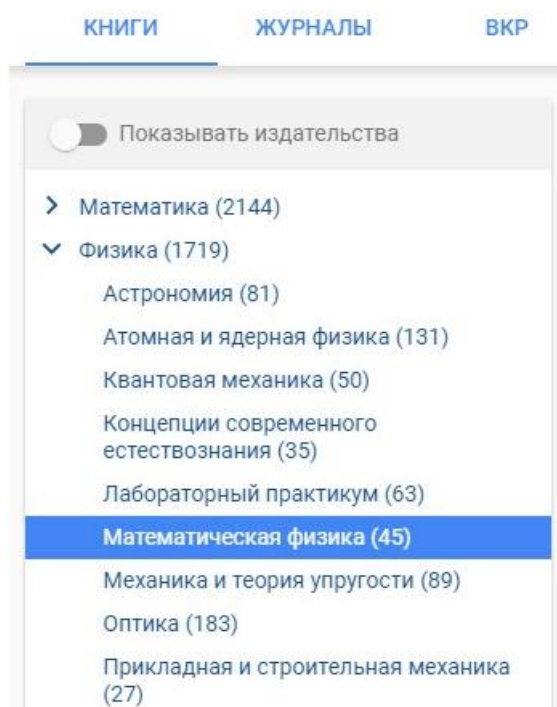 КНИГИ ЖУРНАЛЫ ВКР
Показывать издательства
Математика (2144)
Физика (1719)
Астрономия (81)
Атомная и ядерная физика (131)
Квантовая механика (50)
Концепции современного
естествознания (35)
Лабораторный практикум (63)
Математическая физика (45)
Механика и теория упругости (89)
Оптика (183)
Прикладная и строительная механика
(27)